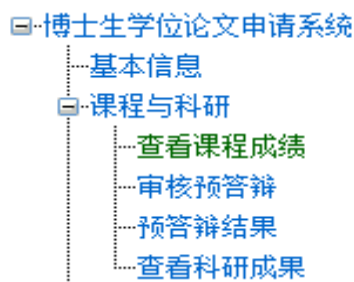 博士生学位论文申请系统
基本信息
课程与科研
查看课程成绩
审核预答辩
预答辩结果
查看科研成果